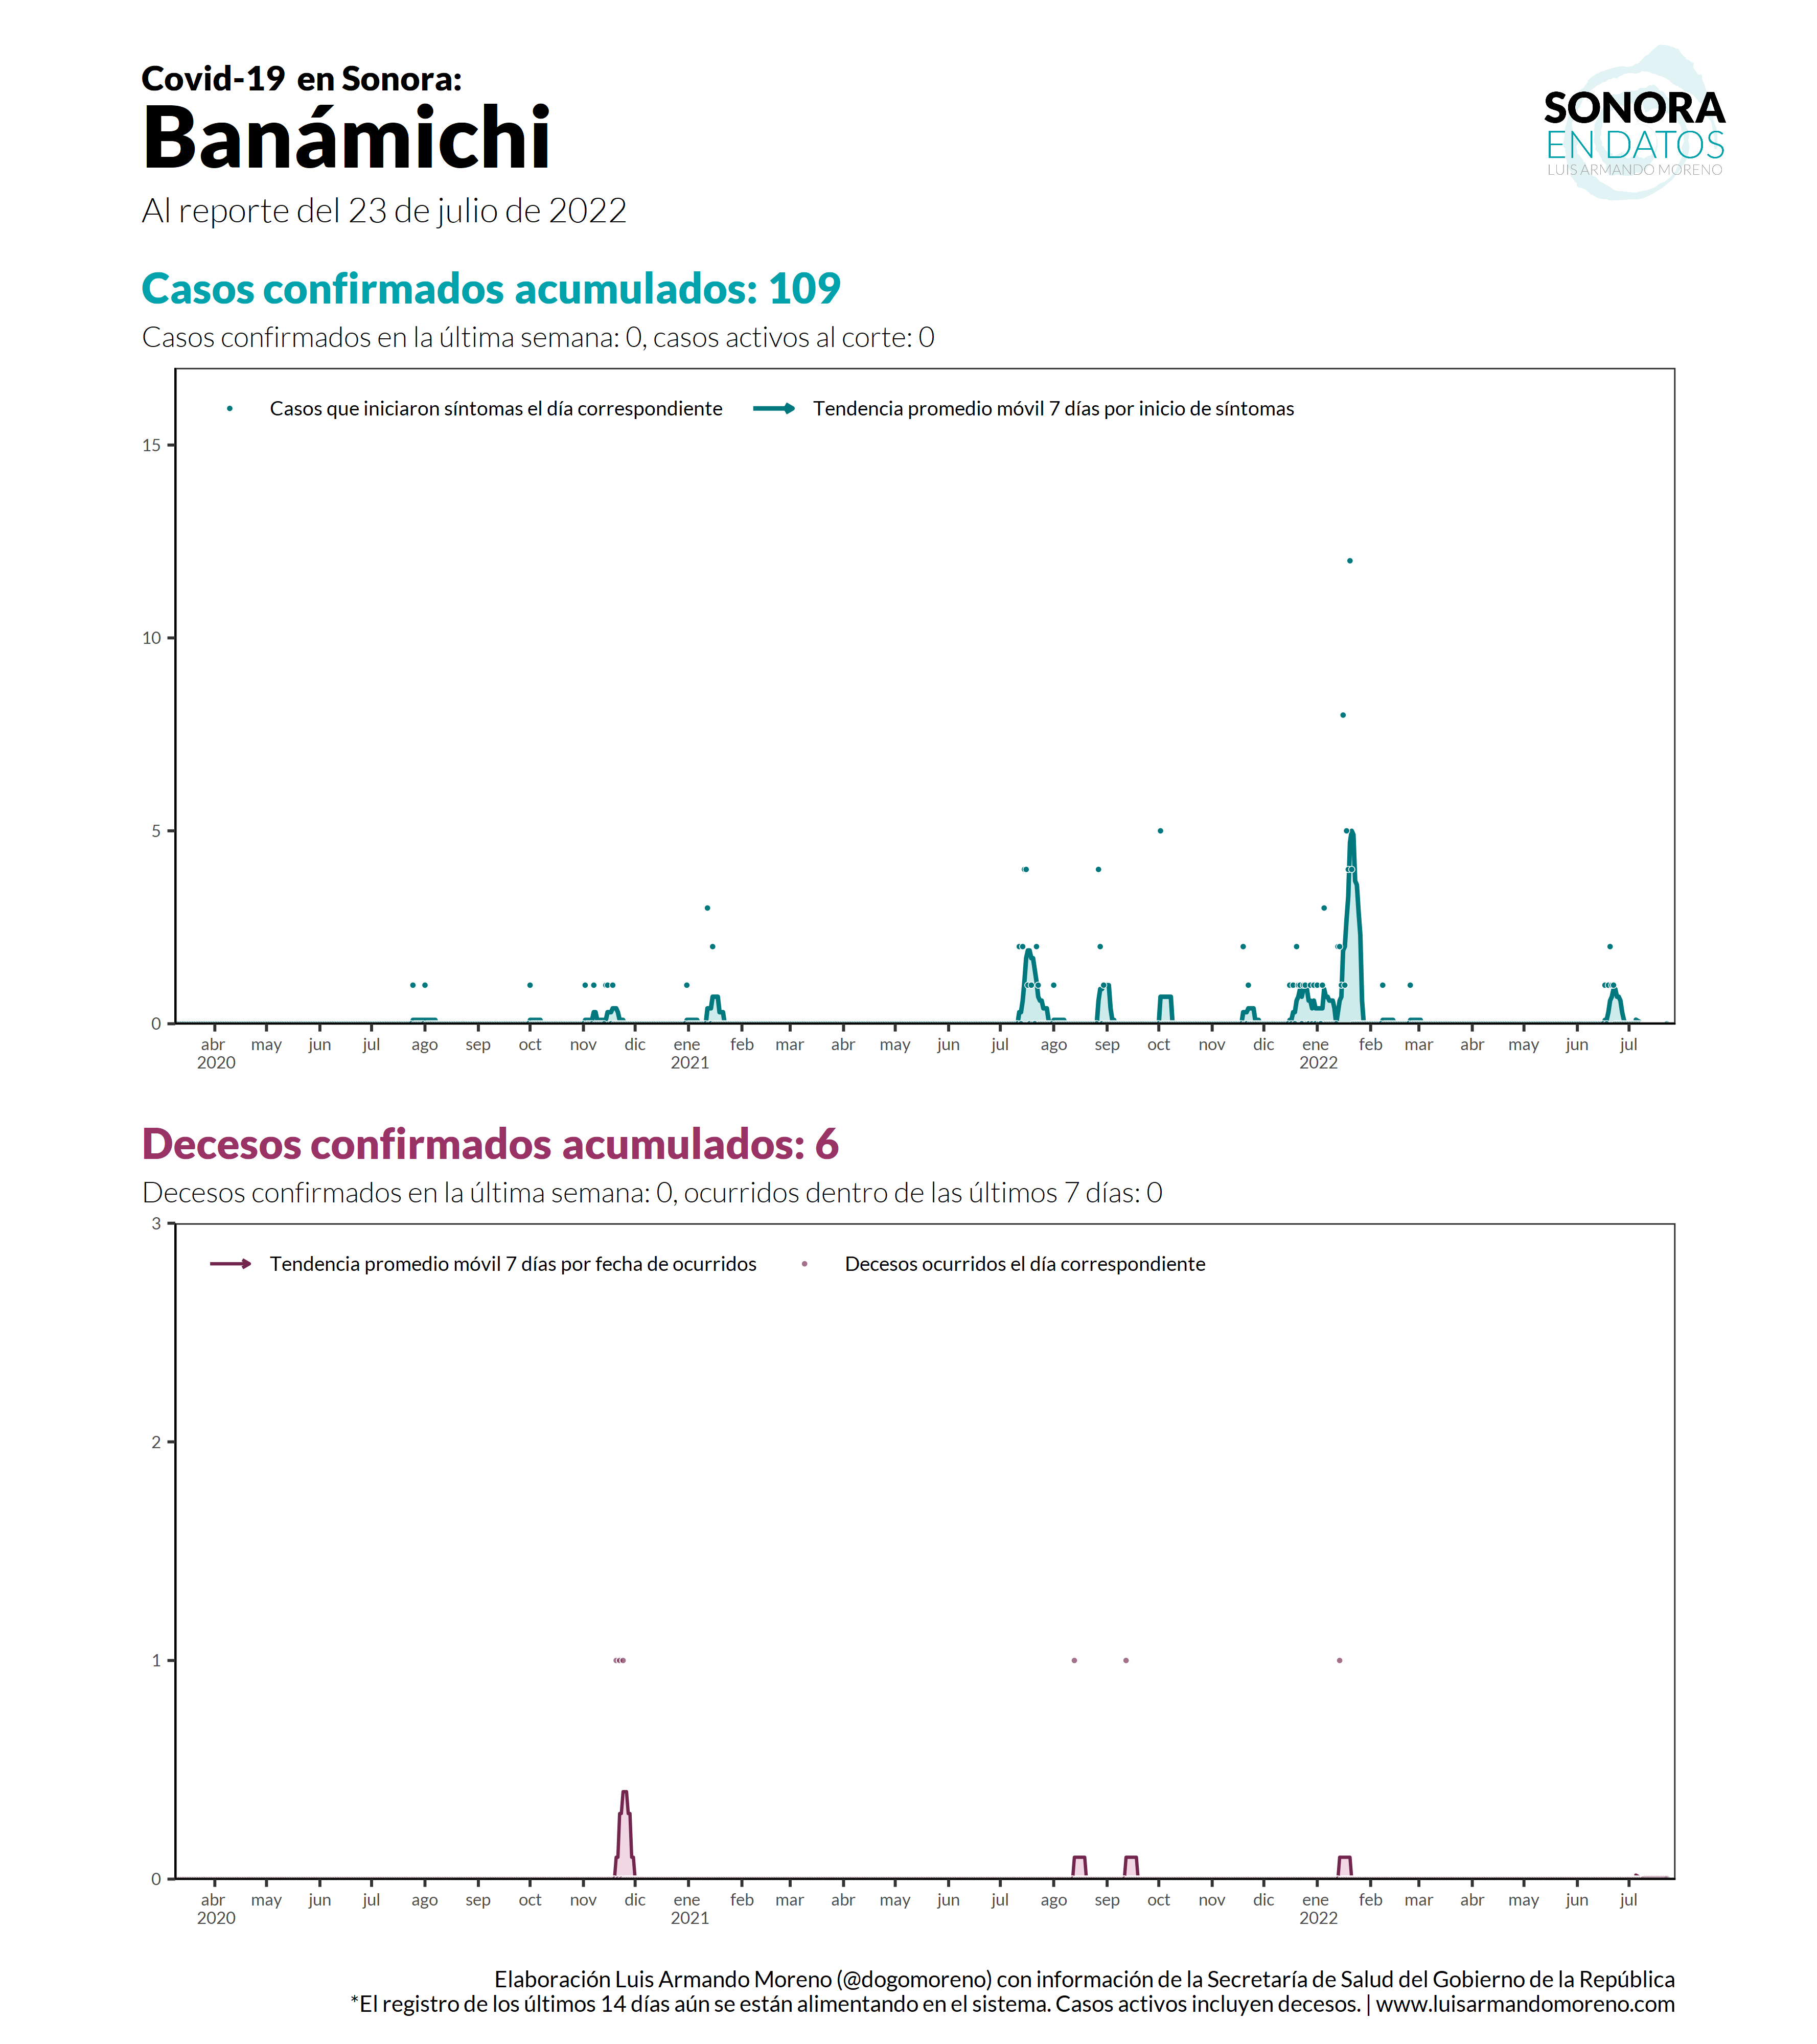 Covid-19 en Sonora:
Banámichi
Al reporte del 23 de julio de 2022
SONORA
EN DATOS
LUIS ARMANDO MORENO
Casos confirmados acumulados: 109
Casos confirmados en la última semana: 0, casos activos al corte: 0
Casos que iniciaron síntomas el día correspondiente Tendencia promedio móvil 7 días por inicio de síntomas
15
10
5
0
abr may jun jul ago sep oct nov dic ene feb mar abr may jun jul ago sep oct nov dic ene feb mar abr may jun jul
2020 2021 2022
Decesos confirmados acumulados: 6
Decesos confirmados en la última semana: 0, ocurridos dentro de las últimos 7 días: 0
3
Tendencia promedio móvil 7 días por fecha de ocurridos Decesos ocurridos el día correspondiente
2
1
0
abr may jun jul ago sep oct nov dic ene feb mar abr may jun jul ago sep oct nov dic ene feb mar abr may jun jul
2020 2021 2022
Elaboración Luis Armando Moreno (@dogomoreno) con información de la Secretaría de Salud del Gobierno de la República
*El registro de los últimos 14 días aún se están alimentando en el sistema. Casos activos incluyen decesos. | www.luisarmandomoreno.com